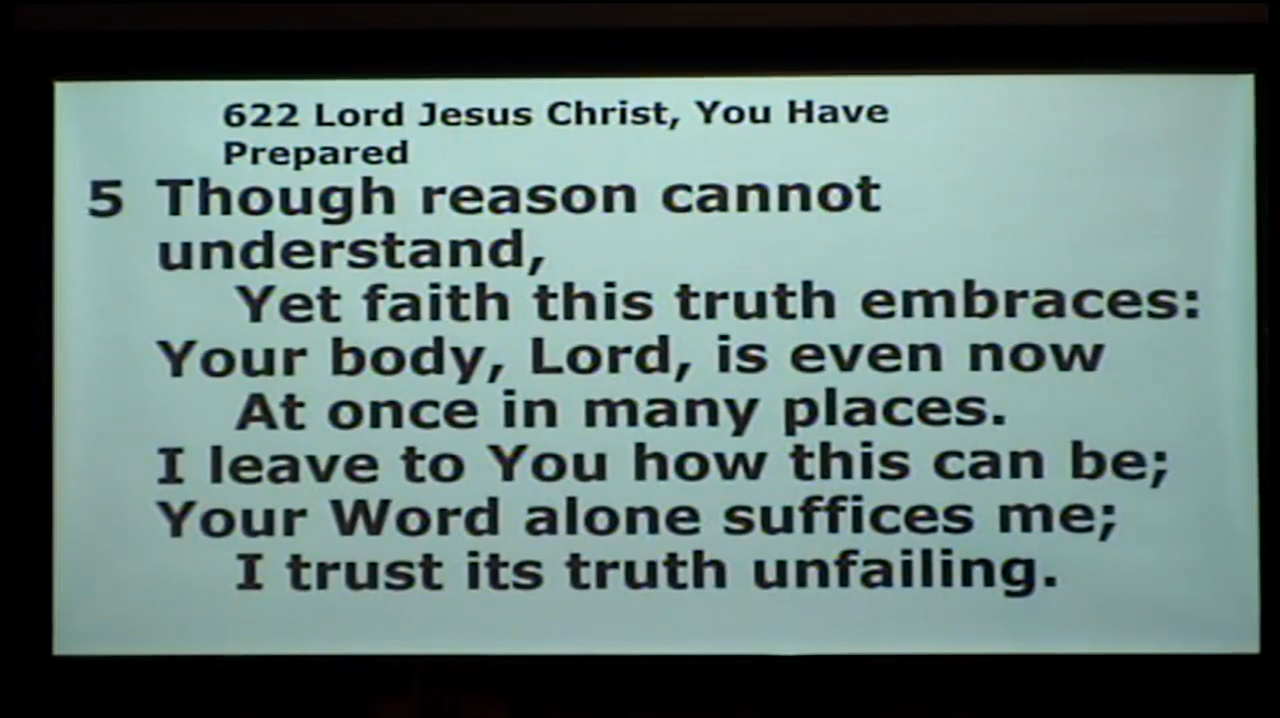 622 Lord Jesus Christ, You Have
Prepared
5 Though reason cannot
understand,
Yet faith this truth embraces:
Your body, Lord, is even now
At once in many places.
I leave to You how this can be;
Your Word alone suffices me;
I trust its truth unfailing.